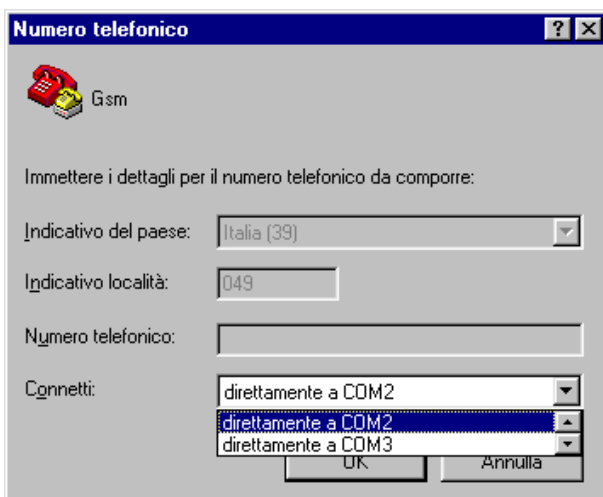 Numero telefonico
Gsm
Immettere i dettagli per il numero telefonico da comporre:
Indicativo del paese: Italia (39)
Indicativo località: 049
Numero telefonico:
Connetti: direttamente a COM2
direttamente a COM2
direttamente a COM3
OK Annulla